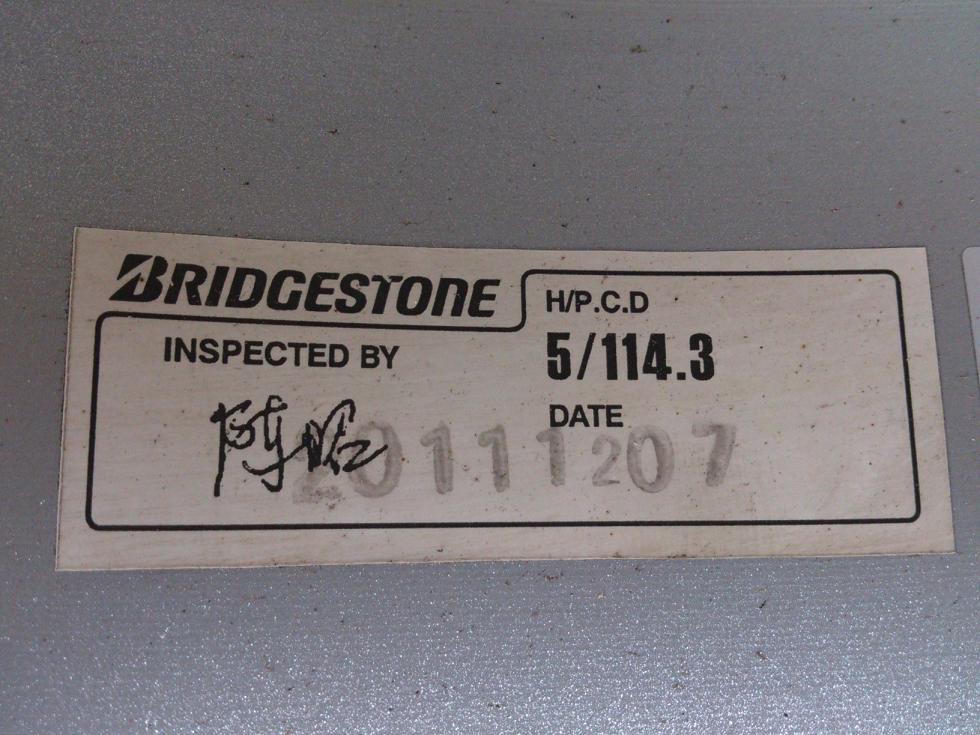 BRIDGESTONE
H/P.C.D
INSPECTED BY
5/114.3
DATE
20111207